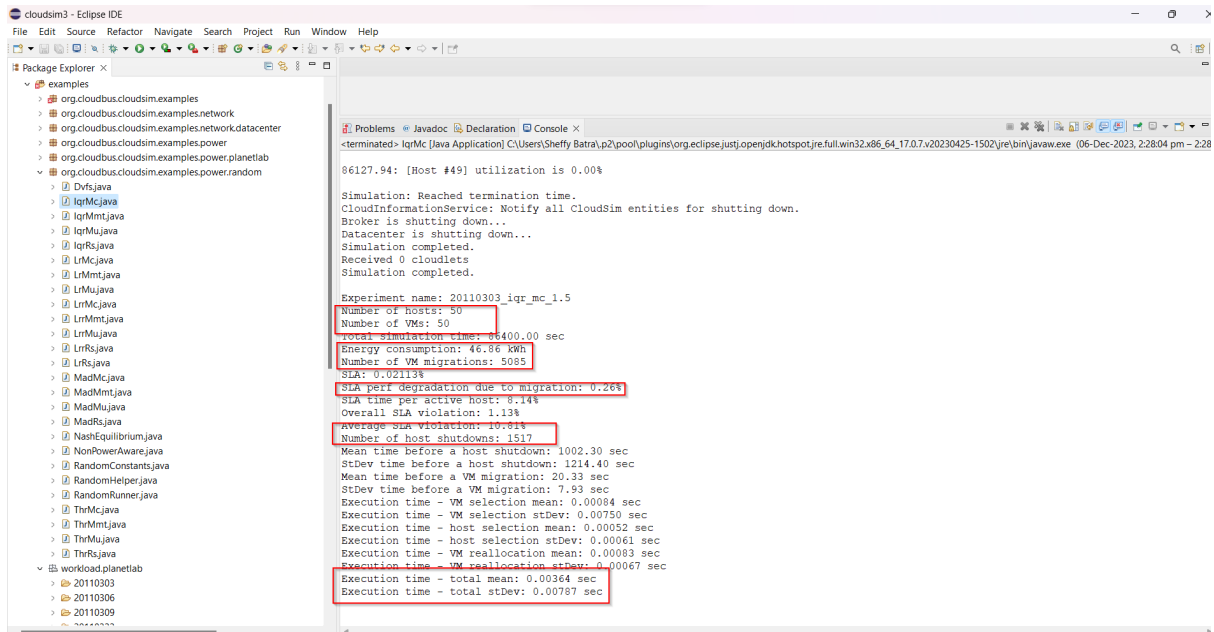 cloudsim3 - Eclipse IDE
File Edit Source Refactor Navigate Search Project Run Window Help
Package Explorer
examples
org.cloudbus.cloudsim.examples
org.cloudbus.cloudsim.examples.network
org.cloudbus.cloudsim.examples.network.datacenter
org.cloudbus.cloudsim.examples.power
org.cloudbus.cloudsim.examples.power.planetlab
org.cloudbus.cloudsim.examples.power.random
Dvfs.java
IqrMc.java
IqrMmt.java
IqrMu.java
IqrRs.java
LrMc.java
LrMmt.java
LrMu.java
LrrMc.java
LrrMmt.java
LrrMu.java
LrrRs.java
LrRs.java
MadMc.java
MadMmt.java
MadMu.java
MadRs.java
NashEquilibrium.java
NonPowerAware.java
RandomConstants.java
RandomHelper.java
RandomRunner.java
ThrMc.java
ThrMmt.java
ThrMu.java
ThrRs.java
workload.planetlab
20110303
20110306
20110309
Problems Javadoc Declaration Console
<terminated> IqrMc [Java Application] C:\Users\Sheffy Batra\.p2\pool\plugins\org.eclipse.justj.openjdk.hotspot.jre.full.win32.x86_64_17.0.7.v20230425-1502\jre\bin\javaw.exe (06-Dec-2023, 2:28:04 pm – 2:28
86127.94: [Host #49] utilization is 0.00%
Simulation: Reached termination time.
CloudInformationService: Notify all CloudSim entities for shutting down.
Broker is shutting down...
Datacenter is shutting down...
Simulation completed.
Received 0 cloudlets
Simulation completed.
Experiment name: 20110303_iqr_mc_1.5
Number of hosts: 50
Number of VMs: 50
Total simulation time: 86400.00 sec
Energy consumption: 46.86 kWh
Number of VM migrations: 5085
SLA: 0.02113%
SLA perf degradation due to migration: 0.26%
SLA time per active host: 8.14%
Overall SLA violation: 1.13%
Average SLA violation: 10.81%
Number of host shutdowns: 1517
Mean time before a host shutdown: 1002.30 sec
StDev time before a host shutdown: 1214.40 sec
Mean time before a VM migration: 20.33 sec
StDev time before a VM migration: 7.93 sec
Execution time - VM selection mean: 0.00084 sec
Execution time - VM selection stDev: 0.00750 sec
Execution time - host selection mean: 0.00052 sec
Execution time - host selection stDev: 0.00061 sec
Execution time - VM reallocation mean: 0.00083 sec
Execution time - VM reallocation stDev: 0.00067 sec
Execution time - total mean: 0.00364 sec
Execution time - total stDev: 0.00787 sec